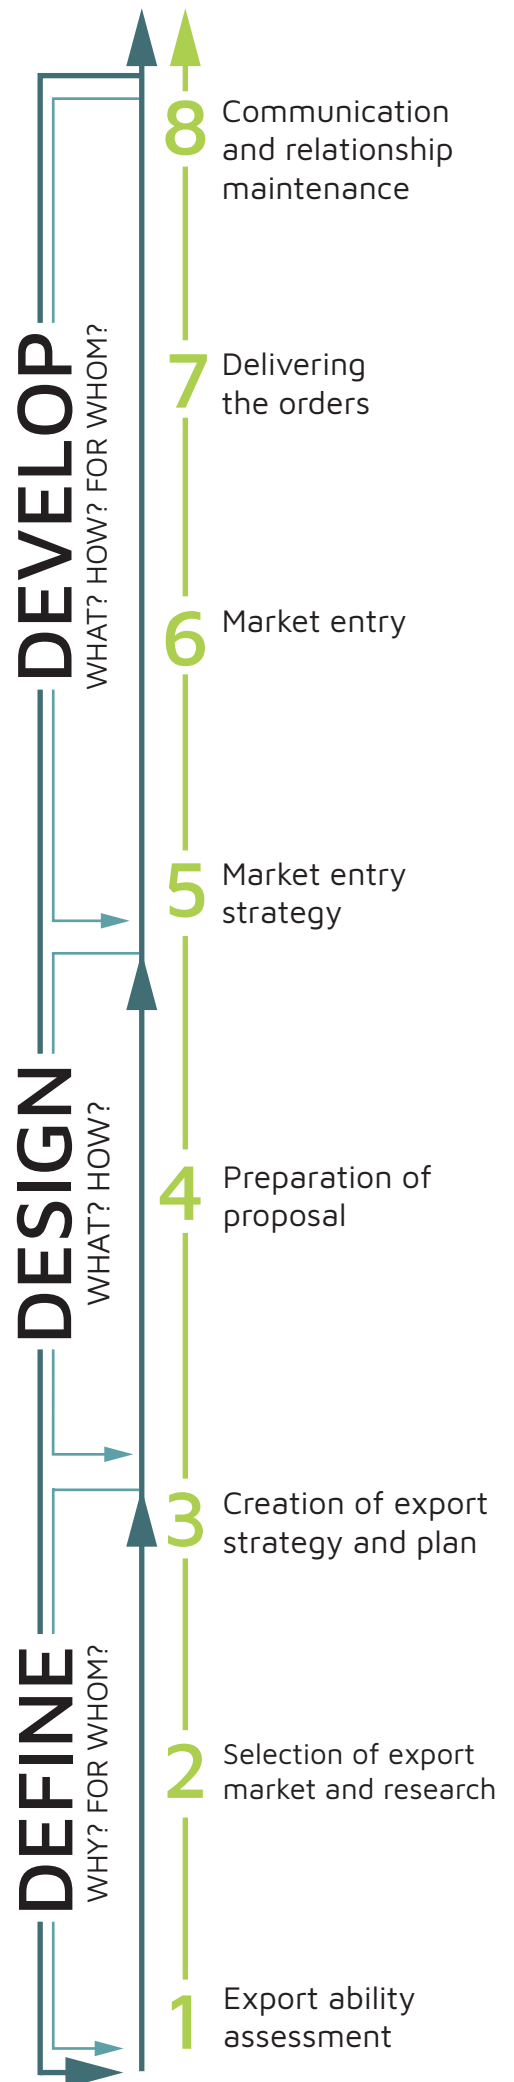 8
Communication
and relationship
maintenance
7
Delivering
the orders
DEVELOP
WHAT? HOW? FOR WHOM?
6
Market entry
5
Market entry
strategy
DESIGN
WHAT? HOW?
4
Preparation of
proposal
3
Creation of export
strategy and plan
DEFINE
WHY? FOR WHOM?
2
Selection of export
market and research
1
Export ability
assessment